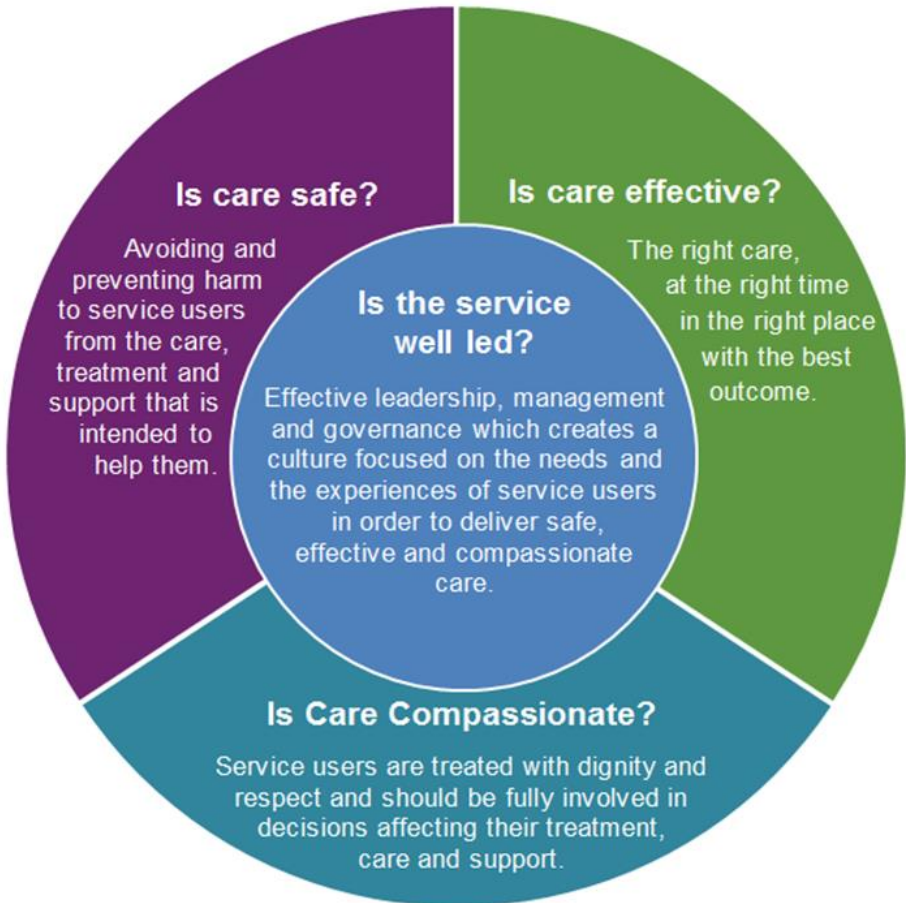 Is care safe?
Avoiding and
preventing harm
to service users
from the care,
treatment and
support that is
intended to
help them.
Is care effective?
The right care,
at the right time
in the right place
with the best
outcome.
Is the service
well led?
Effective leadership, management
and governance which creates a
culture focused on the needs and
the experiences of service users
in order to deliver safe,
effective and compassionate
care.
Is Care Compassionate?
Service users are treated with dignity and
respect and should be fully involved in
decisions affecting their treatment,
care and support.